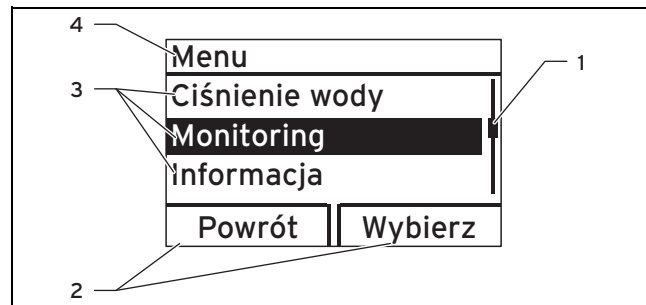 4
Menu
1
3
Ciśnienie wody
Monitoring
Informacja
Powrót Wybierz
2